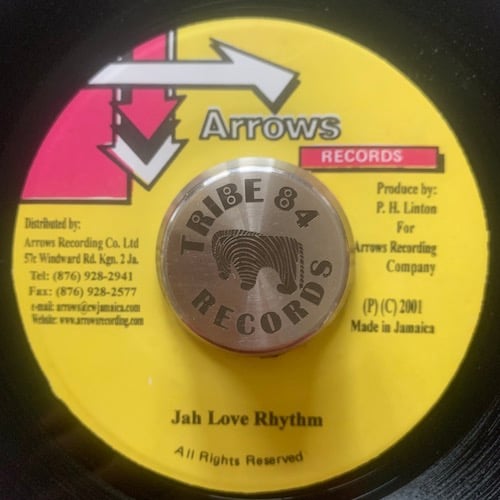 Arrows
RECORDS
Distributed by:
Arrows Recording Co. Ltd
57c Windward Rd. Kgn. 2 Ja.
Tel: (876) 928-2941
Fax: (876) 928-2577
e-mail: arrows@cwjamaica.com
Website: www.arrowsrecording.com
TRIBE 84
RECORDS
Produce by:
P. H. Linton
For
Arrows Recording
Company
(P) (C) 2001
Made in Jamaica
Jah Love Rhythm
All Rights Reserved